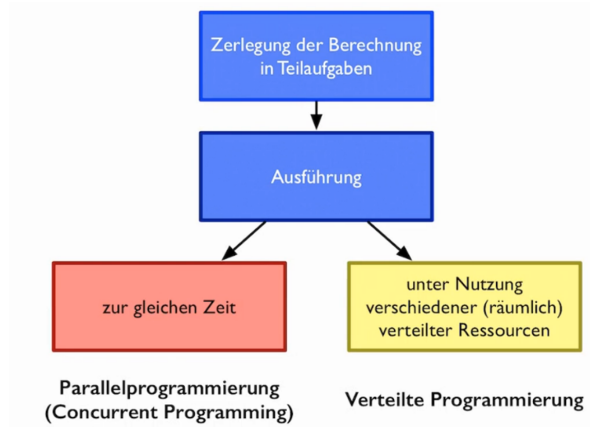 Zerlegung der Berechnung
in Teilaufgaben
Ausführung
zur gleichen Zeit
unter Nutzung
verschiedener (räumlich)
verteilter Ressourcen
Parallelprogrammierung
(Concurrent Programming)
Verteilte Programmierung